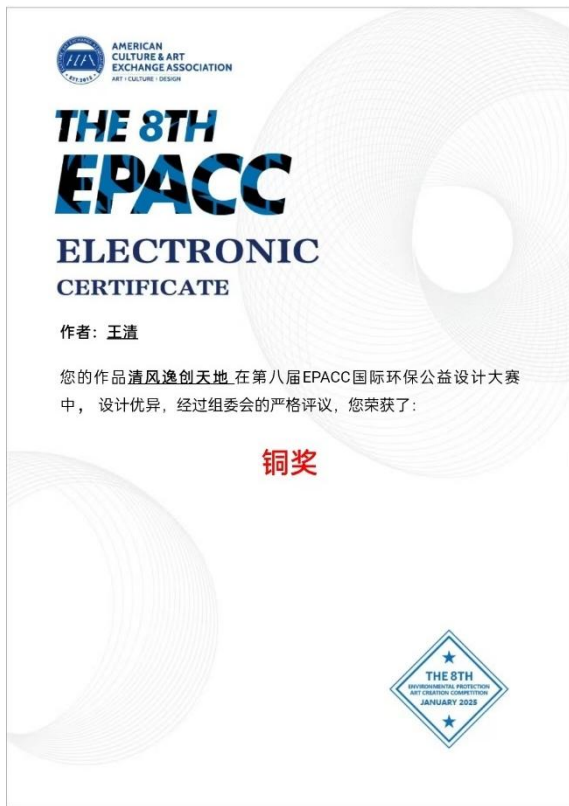 AMERICAN
CULTURE & ART
EXCHANGE ASSOCIATION
ART · CULTURE · DESIGN
THE 8TH
EPACC
ELECTRONIC
CERTIFICATE
作者：王清
您的作品清风逸创天地 在第八届EPACC国际环保公益设计大赛
中， 设计优异，经过组委会的严格评议，您荣获了：
铜奖
THE 8TH
ENVIRONMENTAL PROTECTION
ART CREATION COMPETITION
JANUARY 2025